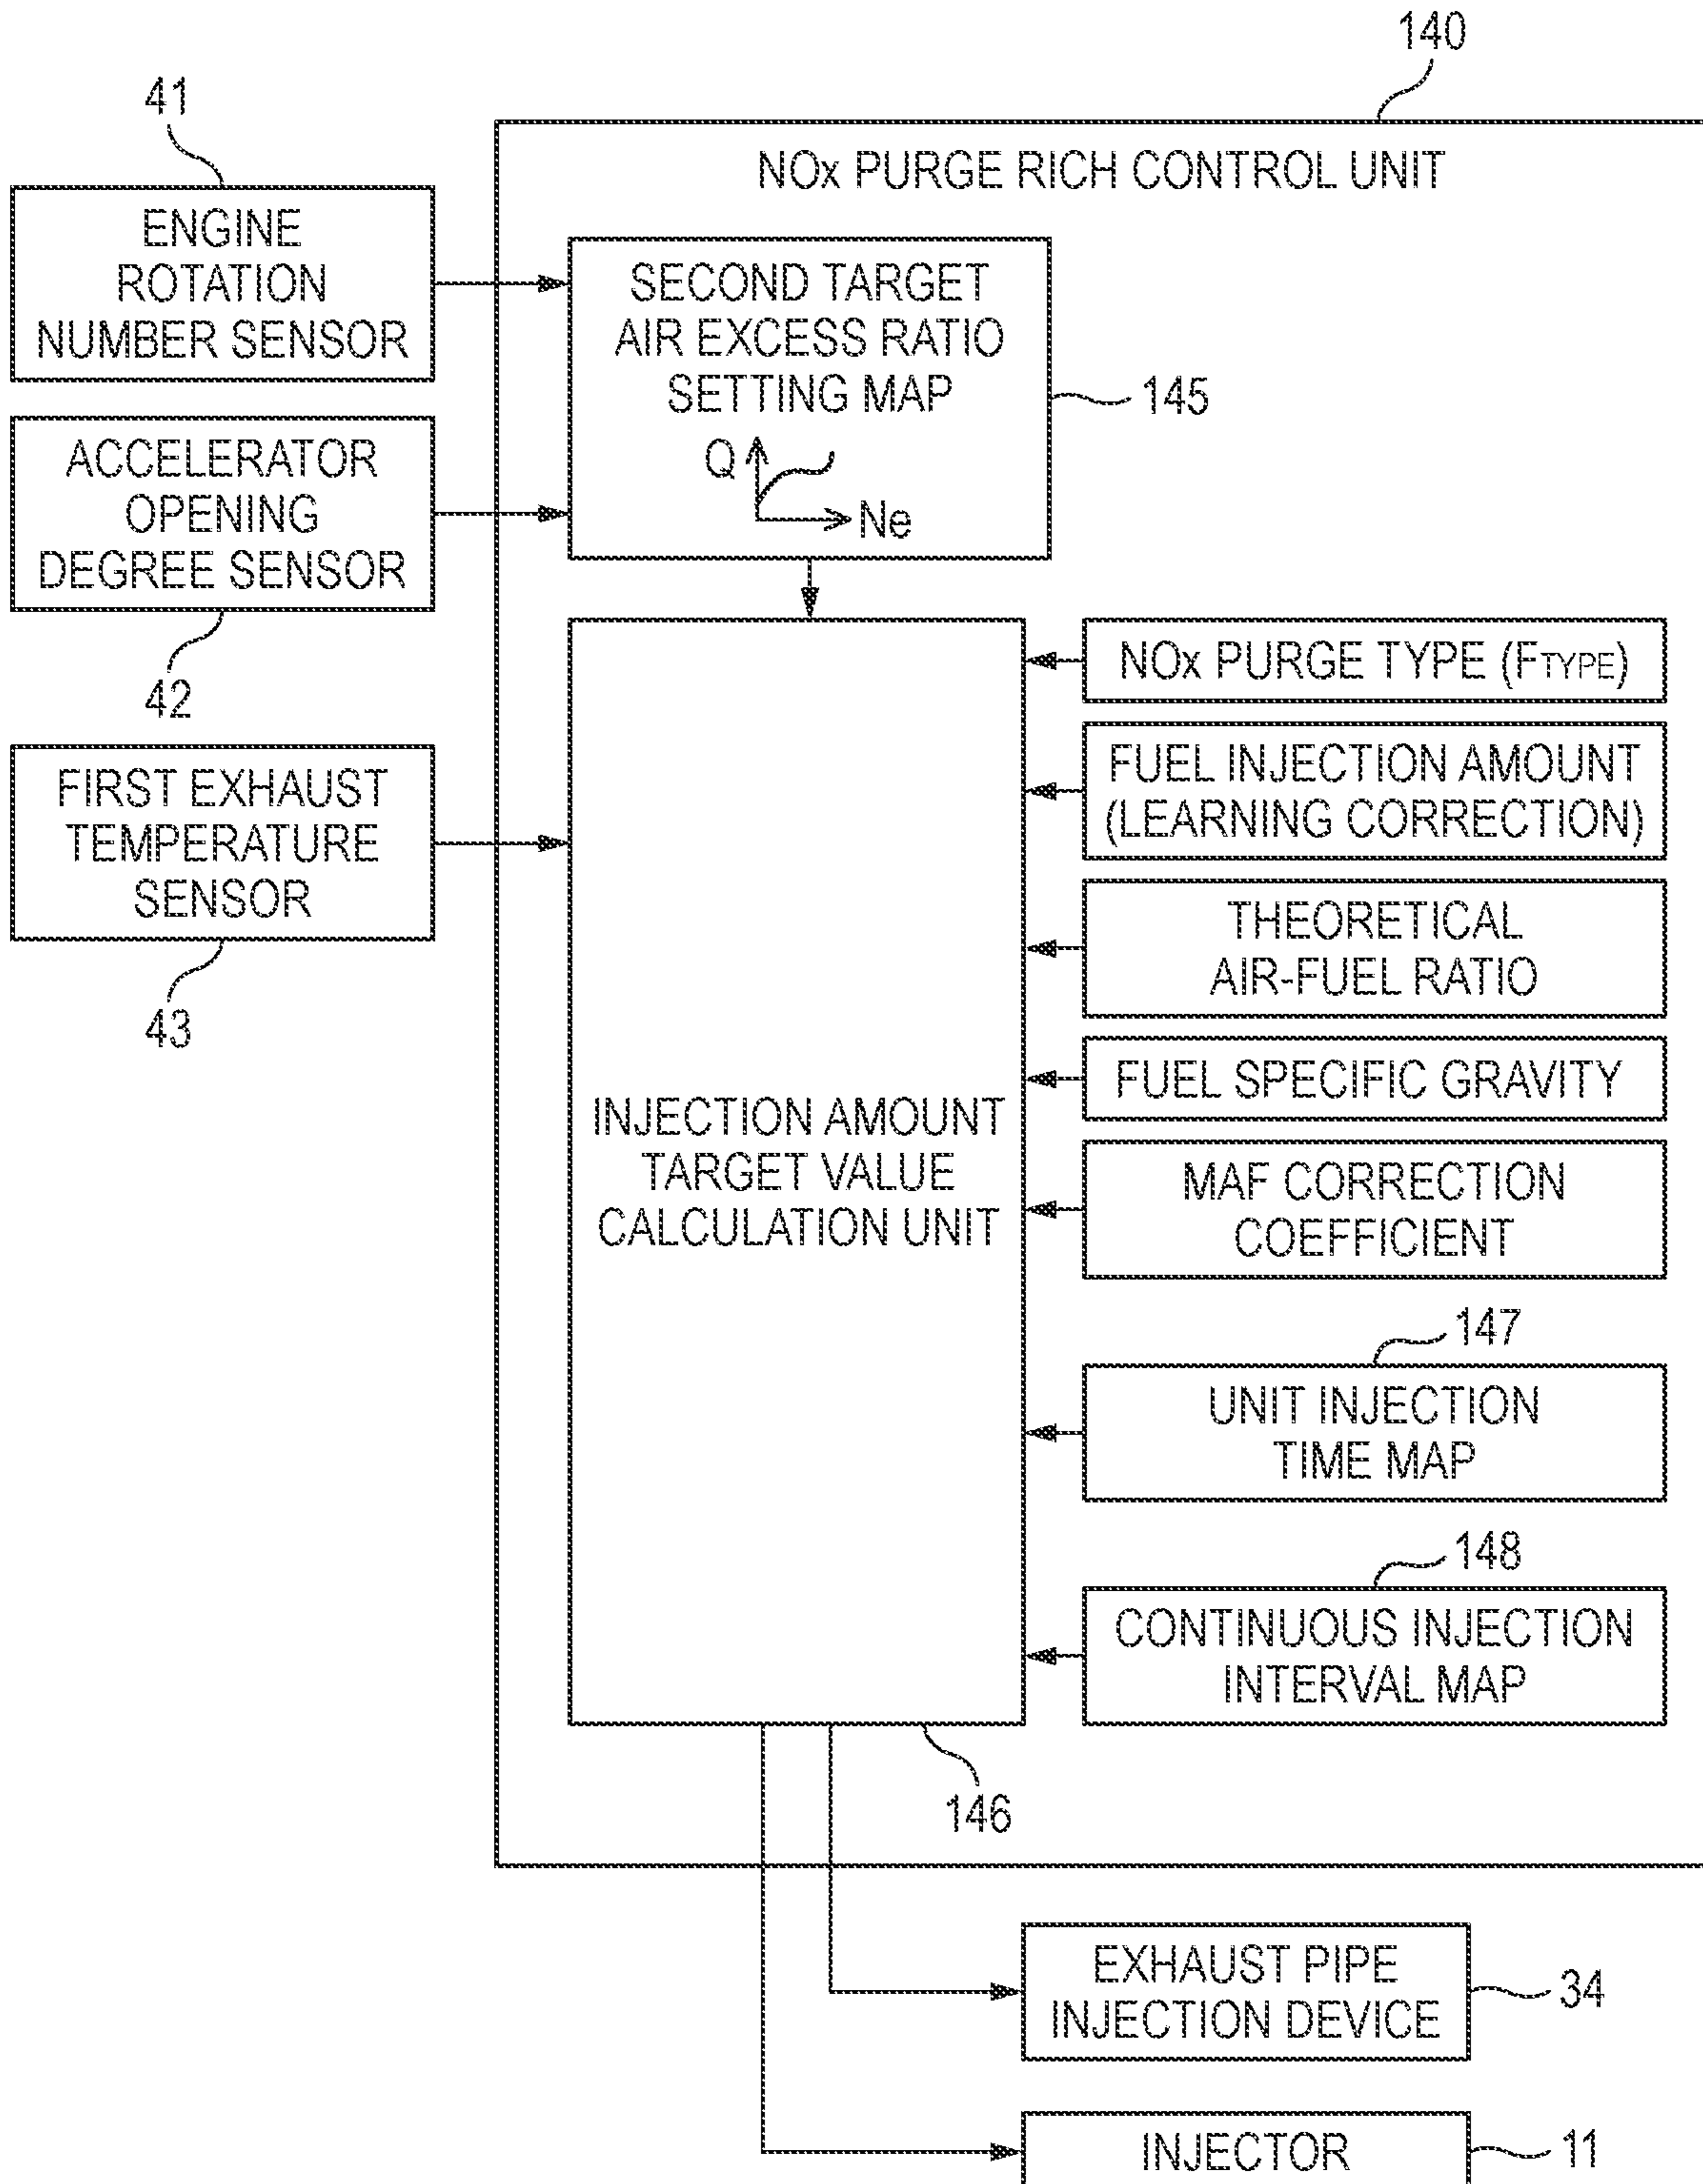 140
41
NOx PURGE RICH CONTROL UNIT
ENGINE
ROTATION
NUMBER SENSOR
SECOND TARGET
AIR EXCESS RATIO
SETTING MAP
Q
Ne
145
ACCELERATOR
OPENING
DEGREE SENSOR
42
FIRST EXHAUST
TEMPERATURE
SENSOR
43
INJECTION AMOUNT
TARGET VALUE
CALCULATION UNIT
NOx PURGE TYPE (FTYPE)
FUEL INJECTION AMOUNT
(LEARNING CORRECTION)
THEORETICAL
AIR-FUEL RATIO
FUEL SPECIFIC GRAVITY
MAF CORRECTION
COEFFICIENT
147
UNIT INJECTION
TIME MAP
148
CONTINUOUS INJECTION
INTERVAL MAP
146
EXHAUST PIPE
INJECTION DEVICE
34
INJECTOR
11